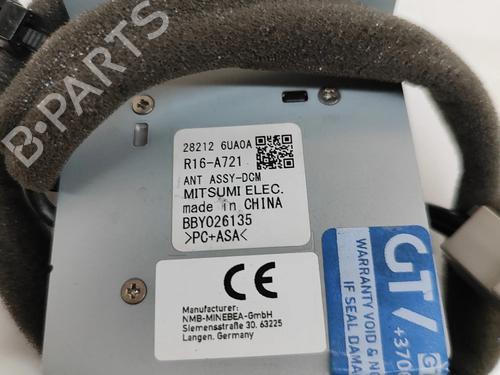 B-PARTS
28212 6UA0A
R16-A721
ANT ASSY-DCM
MITSUMI ELEC.
made in CHINA
BBY026135
>PC+ASA<
CE
Manufacturer:
NMB-MINEBEA-GmbH
Siemensstraße 30, 63225
Langen, Germany
GT/
WARRANTY VOID & N
IF SEAL DAMA
+370